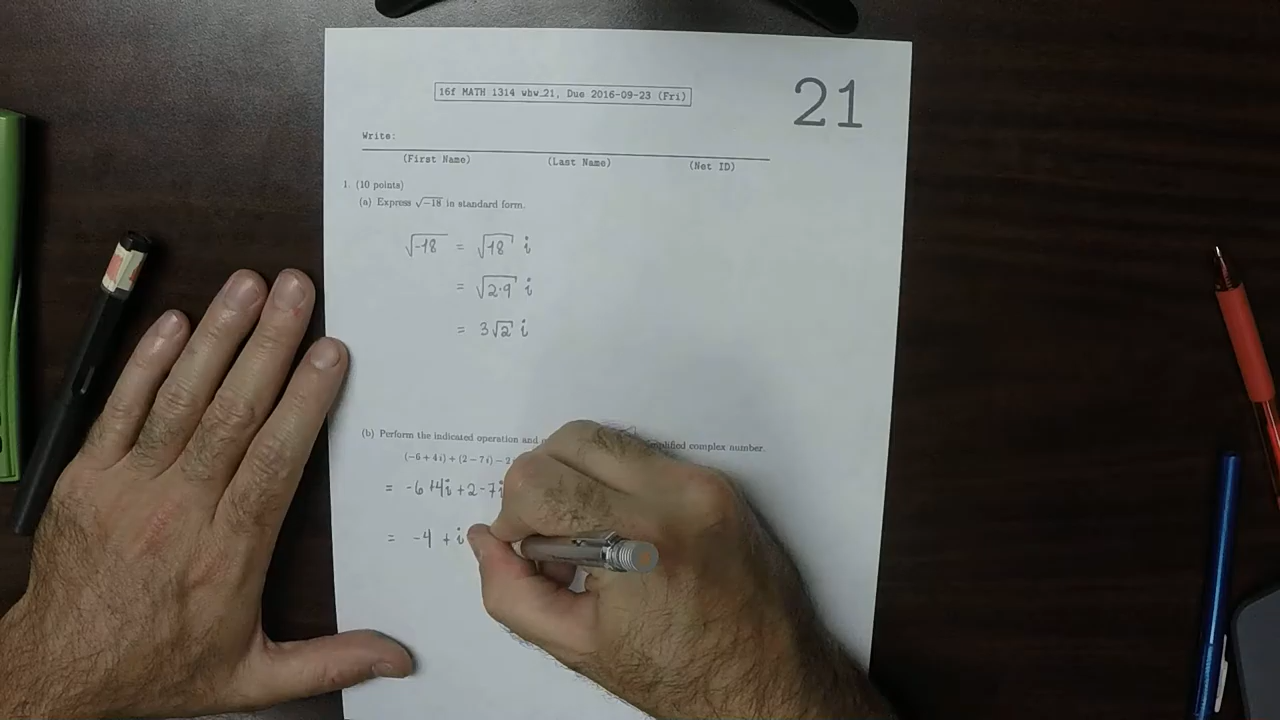 21
16f MATH 1314 whw_21, Due 2016-09-23 (Fri)
Write:
(First Name) (Last Name) (Net ID)
1. (10 points)
(a) Express √−18 in standard form.
√-18 = √18 i
= √2·9 i
= 3√2 i
(b) Perform the indicated operation and complex number.
(−6 + 4i) + (2 − 7i) − 2
= -6+4i+2-7i
= -4 + i